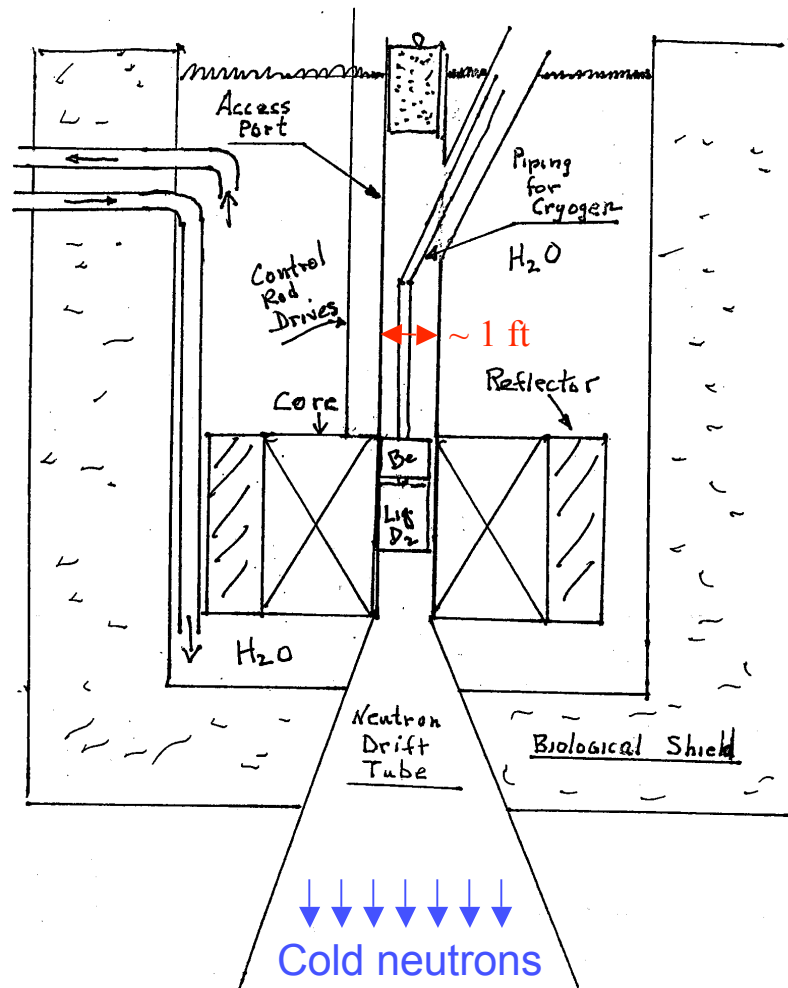 Access
Port
Piping
for
Cryogen
H2O
Control
Rod
Drives
~ 1 ft
Reflector
Core
Be
Liq
D2
H2O
Neutron
Drift
Tube
Biological Shield
Cold neutrons